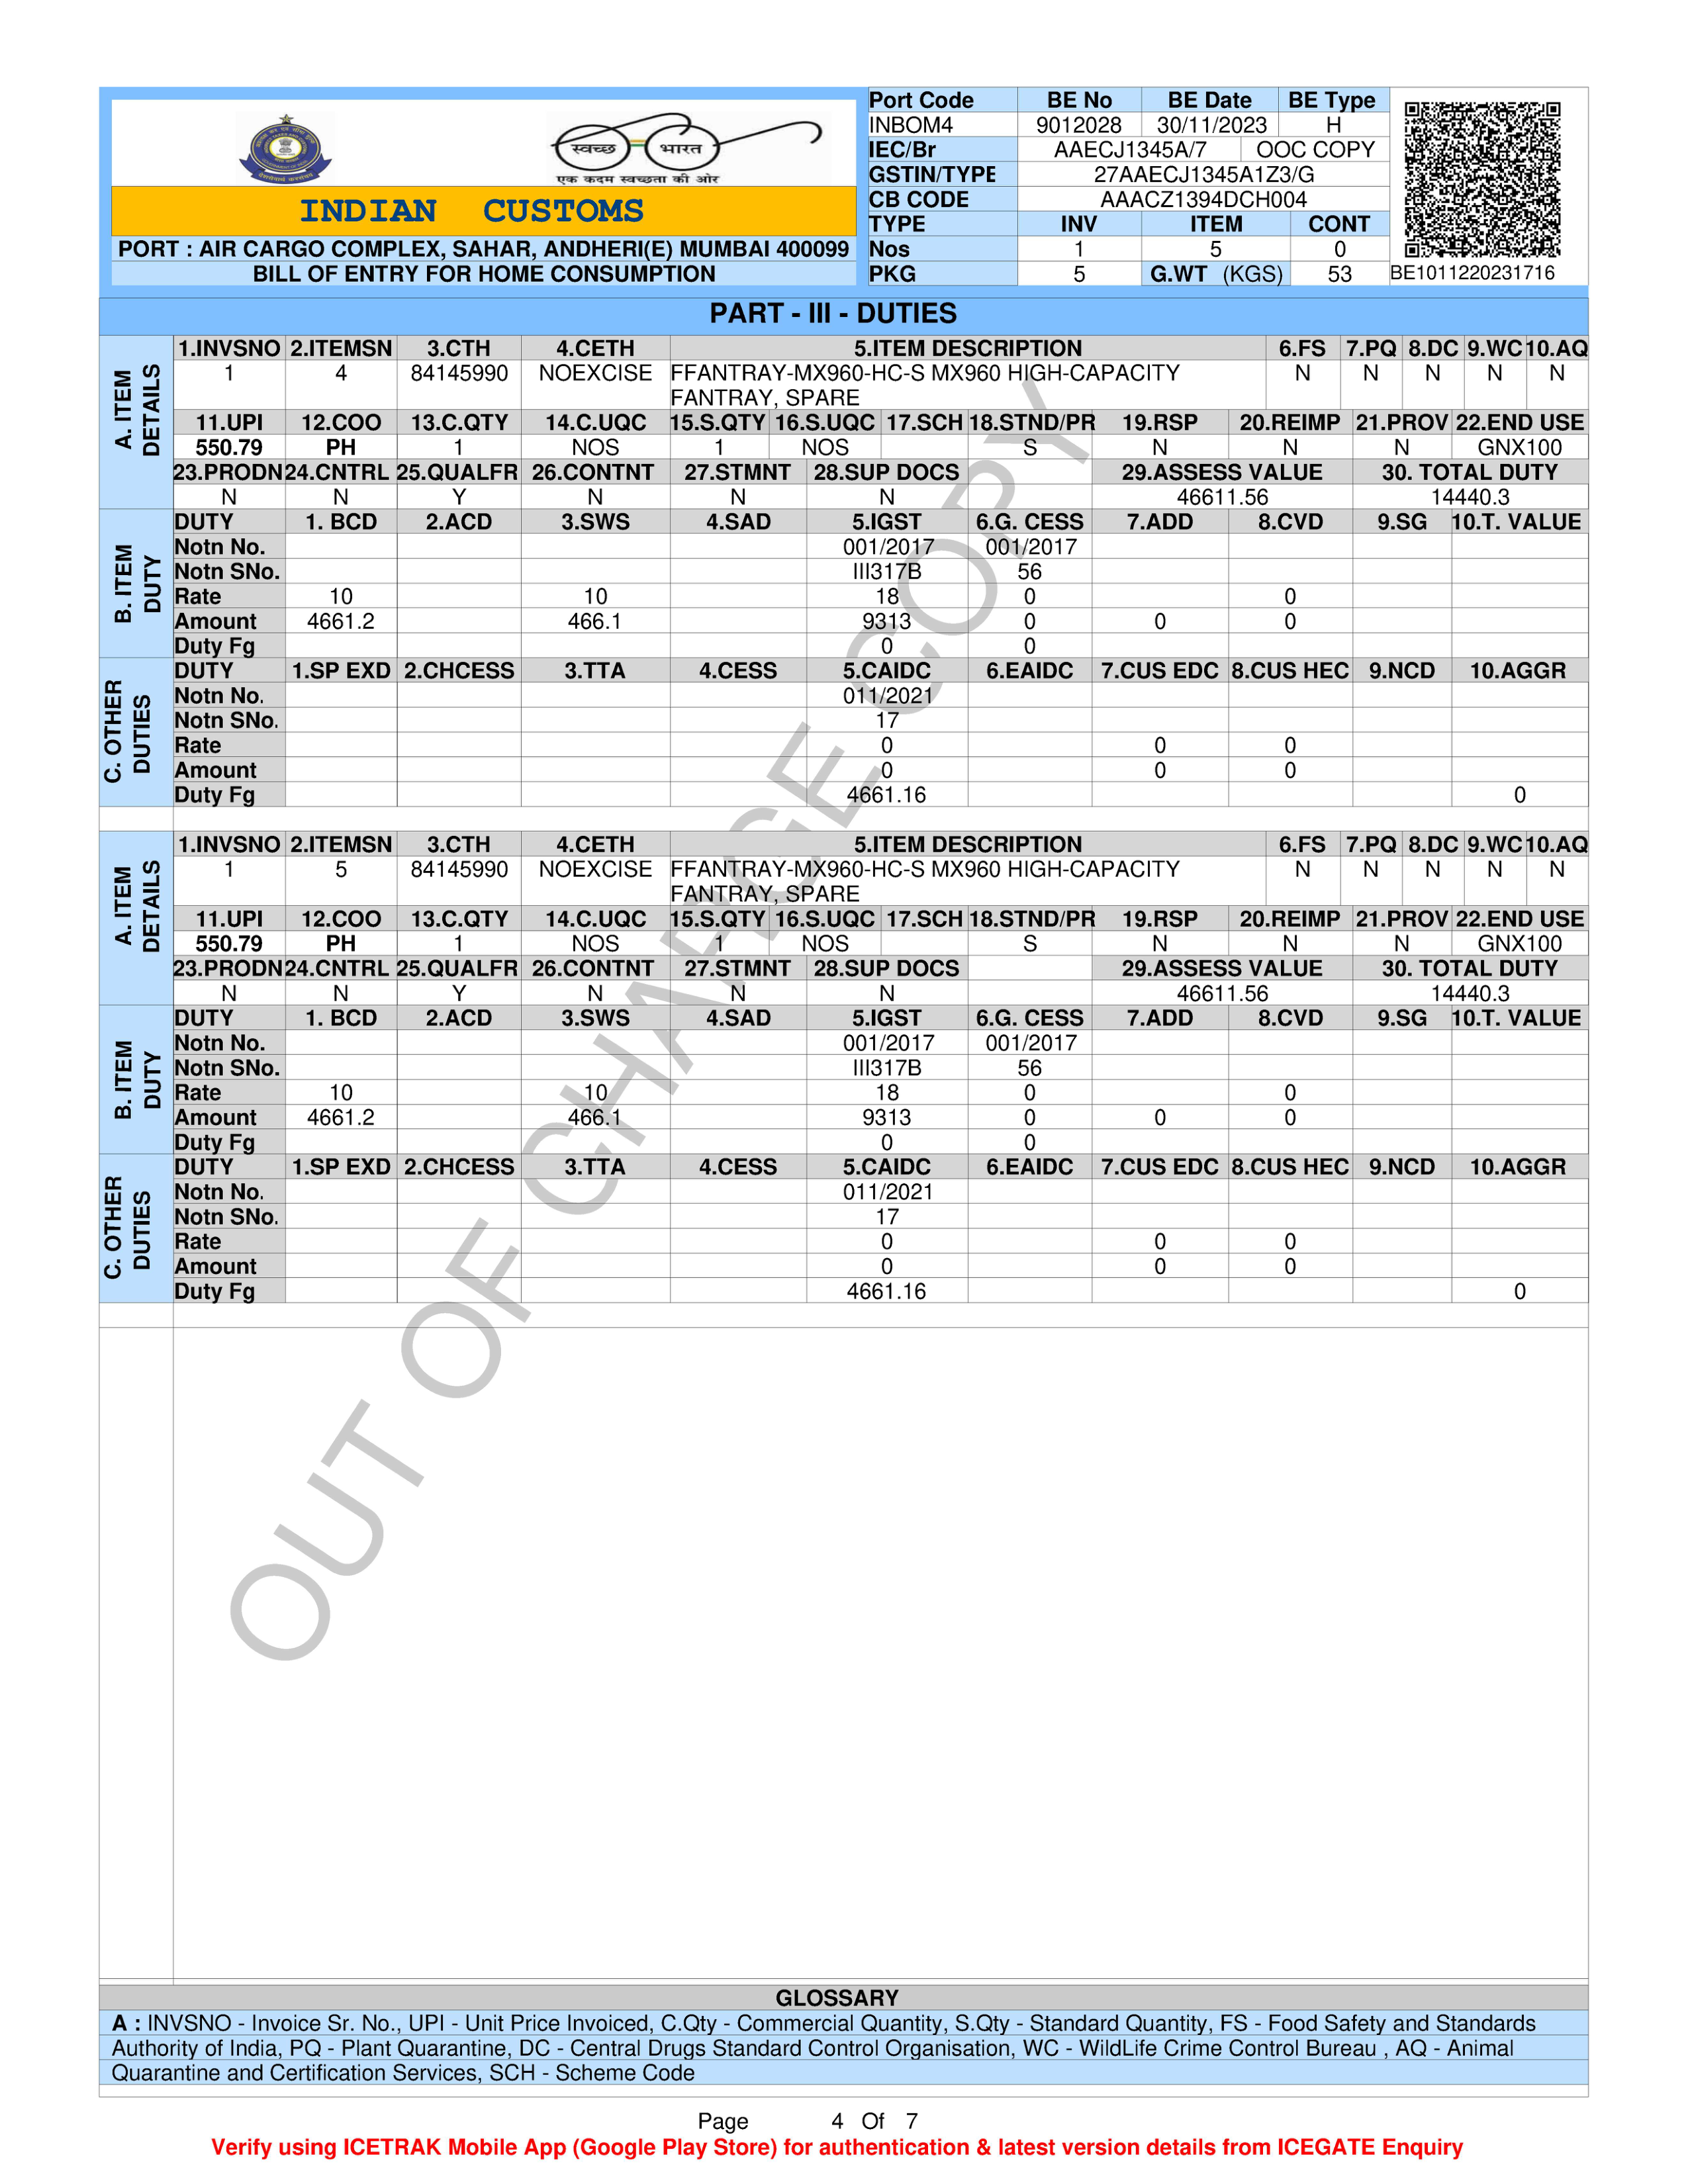 स्वच्छ भारत
एक कदम स्वच्छता की ओर
INDIAN CUSTOMS
PORT : AIR CARGO COMPLEX, SAHAR, ANDHERI(E) MUMBAI 400099
BILL OF ENTRY FOR HOME CONSUMPTION
Port Code BE No BE Date BE Type
INBOM4 9012028 30/11/2023 H
IEC/Br AAECJ1345A/7 OOC COPY
GSTIN/TYPE 27AAECJ1345A1Z3/G
CB CODE AAACZ1394DCH004
TYPE INV ITEM CONT
Nos 1 5 0
PKG 5 G.WT (KGS) 53
BE1011220231716
PART - III - DUTIES
A. ITEM DETAILS
1.INVSNO 2.ITEMSN 3.CTH 4.CETH 5.ITEM DESCRIPTION 6.FS 7.PQ 8.DC 9.WC 10.AQ
1 4 84145990 NOEXCISE FFANTRAY-MX960-HC-S MX960 HIGH-CAPACITY N N N N N
FANTRAY, SPARE
11.UPI 12.COO 13.C.QTY 14.C.UQC 15.S.QTY 16.S.UQC 17.SCH 18.STND/PR 19.RSP 20.REIMP 21.PROV 22.END USE
550.79 PH 1 NOS 1 NOS S N N N GNX100
23.PRODN 24.CNTRL 25.QUALFR 26.CONTNT 27.STMNT 28.SUP DOCS 29.ASSESS VALUE 30. TOTAL DUTY
N N Y N N N 46611.56 14440.3
B. ITEM DUTY
DUTY 1. BCD 2.ACD 3.SWS 4.SAD 5.IGST 6.G. CESS 7.ADD 8.CVD 9.SG 10.T. VALUE
Notn No. 001/2017 001/2017
Notn SNo. III317B 56
Rate 10 10 18 0 0
Amount 4661.2 466.1 9313 0 0 0
Duty Fg 0 0
C. OTHER DUTIES
DUTY 1.SP EXD 2.CHCESS 3.TTA 4.CESS 5.CAIDC 6.EAIDC 7.CUS EDC 8.CUS HEC 9.NCD 10.AGGR
Notn No. 011/2021
Notn SNo. 17
Rate 0 0 0
Amount 0 0 0
Duty Fg 4661.16 0
A. ITEM DETAILS
1.INVSNO 2.ITEMSN 3.CTH 4.CETH 5.ITEM DESCRIPTION 6.FS 7.PQ 8.DC 9.WC 10.AQ
1 5 84145990 NOEXCISE FFANTRAY-MX960-HC-S MX960 HIGH-CAPACITY N N N N N
FANTRAY, SPARE
11.UPI 12.COO 13.C.QTY 14.C.UQC 15.S.QTY 16.S.UQC 17.SCH 18.STND/PR 19.RSP 20.REIMP 21.PROV 22.END USE
550.79 PH 1 NOS 1 NOS S N N N GNX100
23.PRODN 24.CNTRL 25.QUALFR 26.CONTNT 27.STMNT 28.SUP DOCS 29.ASSESS VALUE 30. TOTAL DUTY
N N Y N N N 46611.56 14440.3
B. ITEM DUTY
DUTY 1. BCD 2.ACD 3.SWS 4.SAD 5.IGST 6.G. CESS 7.ADD 8.CVD 9.SG 10.T. VALUE
Notn No. 001/2017 001/2017
Notn SNo. III317B 56
Rate 10 10 18 0 0
Amount 4661.2 466.1 9313 0 0 0
Duty Fg 0 0
C. OTHER DUTIES
DUTY 1.SP EXD 2.CHCESS 3.TTA 4.CESS 5.CAIDC 6.EAIDC 7.CUS EDC 8.CUS HEC 9.NCD 10.AGGR
Notn No. 011/2021
Notn SNo. 17
Rate 0 0 0
Amount 0 0 0
Duty Fg 4661.16 0
OUT OF CHARGE COPY
GLOSSARY
A : INVSNO - Invoice Sr. No., UPI - Unit Price Invoiced, C.Qty - Commercial Quantity, S.Qty - Standard Quantity, FS - Food Safety and Standards
Authority of India, PQ - Plant Quarantine, DC - Central Drugs Standard Control Organisation, WC - WildLife Crime Control Bureau , AQ - Animal
Quarantine and Certification Services, SCH - Scheme Code
Page 4 Of 7
Verify using ICETRAK Mobile App (Google Play Store) for authentication & latest version details from ICEGATE Enquiry